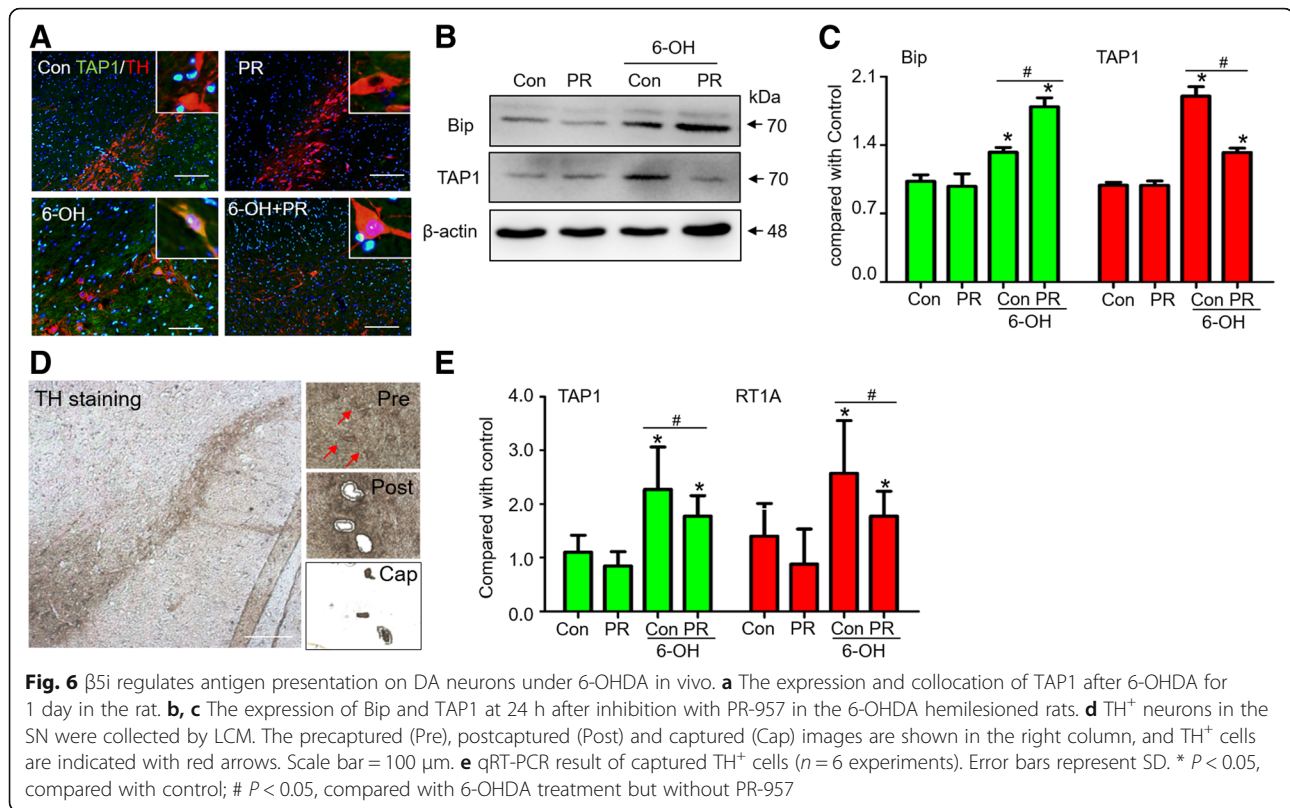 A
Con TAP1/TH
PR
6-OH
6-OH+PR
B
6-OH
Con PR Con PR
kDa
Bip
70
TAP1
70
β-actin
48
C
Bip
TAP1
#
#
*
*
*
*
compared with Control
2.1
1.4
0.7
0.0
Con PR Con PR
6-OH
Con PR Con PR
6-OH
D
TH staining
Pre
Post
Cap
E
TAP1
RT1A
#
#
*
*
*
*
Compared with control
4.0
3.0
2.0
1.0
0.0
Con PR Con PR
6-OH
Con PR Con PR
6-OH
Fig. 6 β5i regulates antigen presentation on DA neurons under 6-OHDA in vivo. a The expression and collocation of TAP1 after 6-OHDA for
1 day in the rat. b, c The expression of Bip and TAP1 at 24 h after inhibition with PR-957 in the 6-OHDA hemilesioned rats. d TH⁺ neurons in the
SN were collected by LCM. The precaptured (Pre), postcaptured (Post) and captured (Cap) images are shown in the right column, and TH⁺ cells
are indicated with red arrows. Scale bar = 100 μm. e qRT-PCR result of captured TH⁺ cells (n = 6 experiments). Error bars represent SD. * P < 0.05,
compared with control; # P < 0.05, compared with 6-OHDA treatment but without PR-957